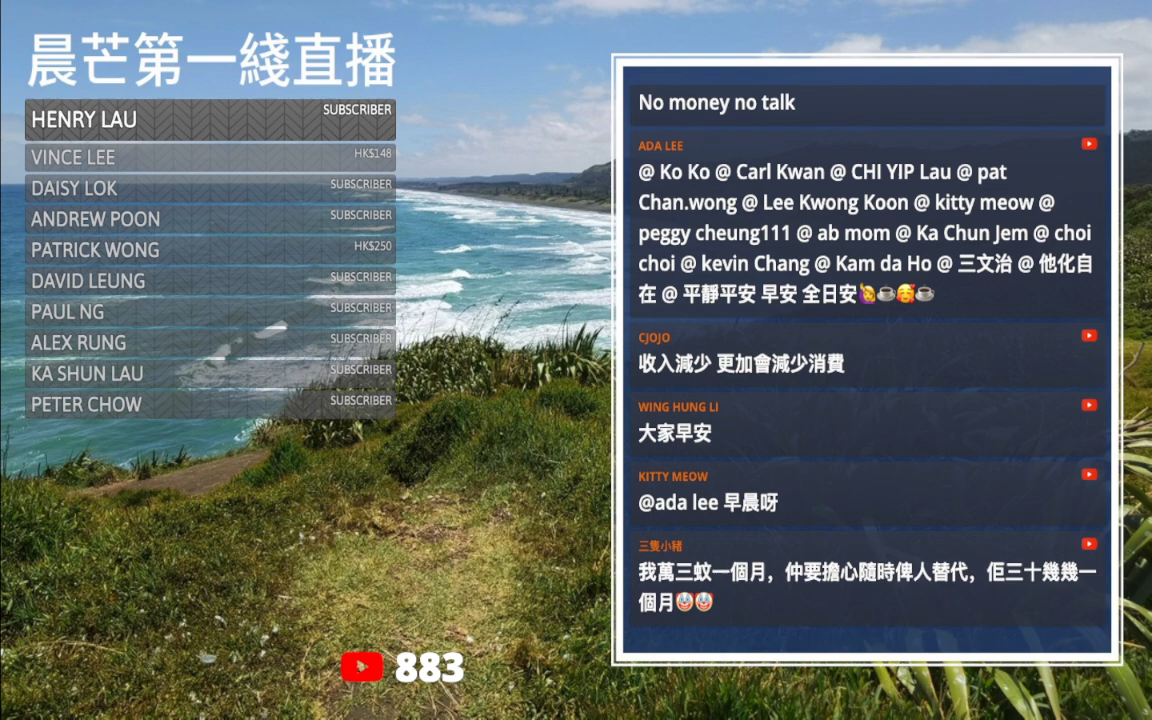 晨芒第一綫直播
HENRY LAU SUBSCRIBER
VINCE LEE HK$148
DAISY LOK SUBSCRIBER
ANDREW POON SUBSCRIBER
PATRICK WONG HK$250
DAVID LEUNG SUBSCRIBER
PAUL NG SUBSCRIBER
ALEX RUNG SUBSCRIBER
KA SHUN LAU SUBSCRIBER
PETER CHOW SUBSCRIBER
883
No money no talk
ADA LEE
@ Ko Ko @ Carl Kwan @ CHI YIP Lau @ pat
Chan.wong @ Lee Kwong Koon @ kitty meow @
peggy cheung111 @ ab mom @ Ka Chun Jem @ choi
choi @ kevin Chang @ Kam da Ho @ 三文治 @ 他化自
在 @ 平靜平安 早安 全日安🙋☕🥰☕
CJOJO
收入減少 更加會減少消費
WING HUNG LI
大家早安
KITTY MEOW
@ada lee 早晨呀
三隻小豬
我萬三蚊一個月，仲要擔心隨時俾人替代，佢三十幾幾一
個月🤡🤡